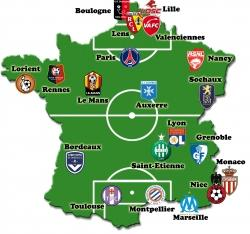 Boulogne
Lille
Lens
Valenciennes
Paris
Nancy
Lorient
Rennes
Sochaux
Le Mans
Auxerre
Lyon
Grenoble
Bordeaux
Saint-Etienne
Monaco
Nice
Toulouse
Montpellier
Marseille